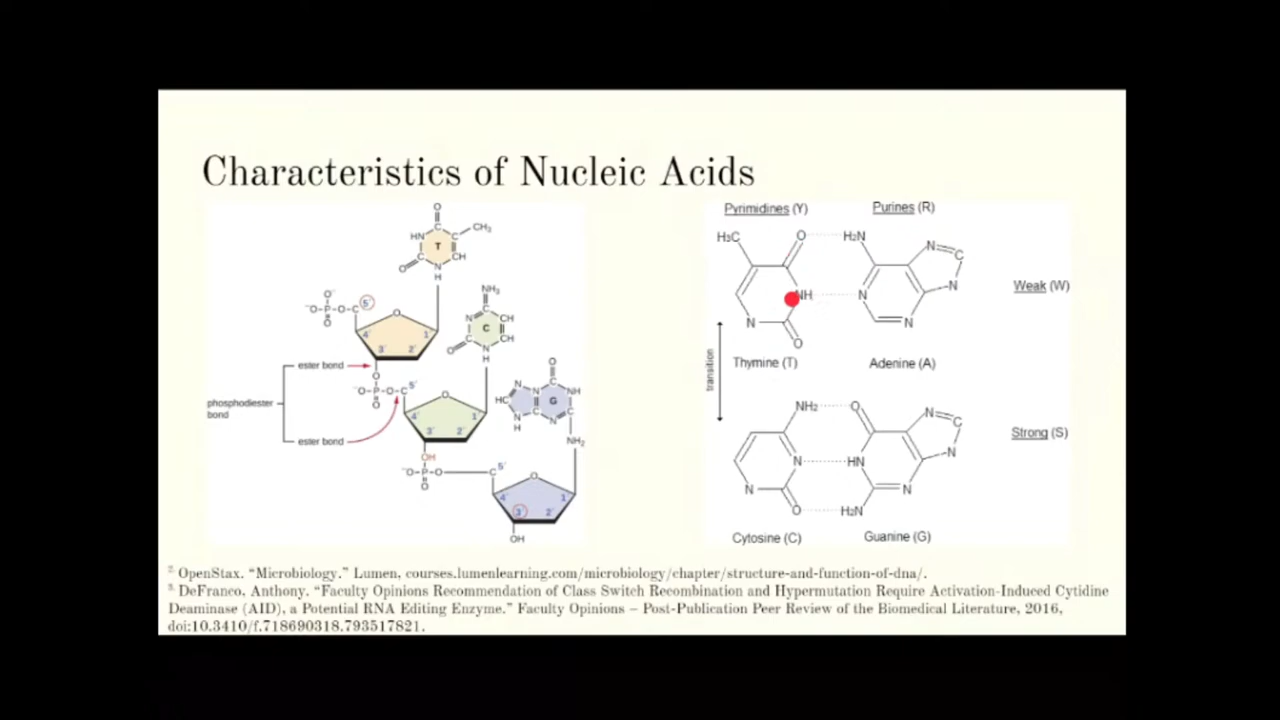 Characteristics of Nucleic Acids
O
C
CH₃
HN
C
T
C
CH
O
N
H
NH₂
C
N
CH
C
C
CH
O
N
H
O
C
N
N
NH
HC
G
C
C
N
C
N
H
NH₂
O⁻
⁻O-P-O-C
5´
O
O
4´
1´
3´
2´
ester bond
O
⁻O-P-O-C
5´
O
phosphodiester
bond
ester bond
O
4´
1´
3´
2´
OH
⁻O-P-O
C
5´
O
O
4´
1´
3´
2´
OH
Pyrimidines (Y)
Purines (R)
H₃C
O
H₂N
N
C
NH
N
N
N
N
O
Weak (W)
Thymine (T)
Adenine (A)
transition
NH₂
O
N
C
N
HN
N
N
N
O
H₂N
Strong (S)
Cytosine (C)
Guanine (G)
2. OpenStax. “Microbiology.” Lumen, courses.lumenlearning.com/microbiology/chapter/structure-and-function-of-dna/.
3. DeFranco, Anthony. “Faculty Opinions Recommendation of Class Switch Recombination and Hypermutation Require Activation-Induced Cytidine
Deaminase (AID), a Potential RNA Editing Enzyme.” Faculty Opinions – Post-Publication Peer Review of the Biomedical Literature, 2016,
doi:10.3410/f.718690318.793517821.